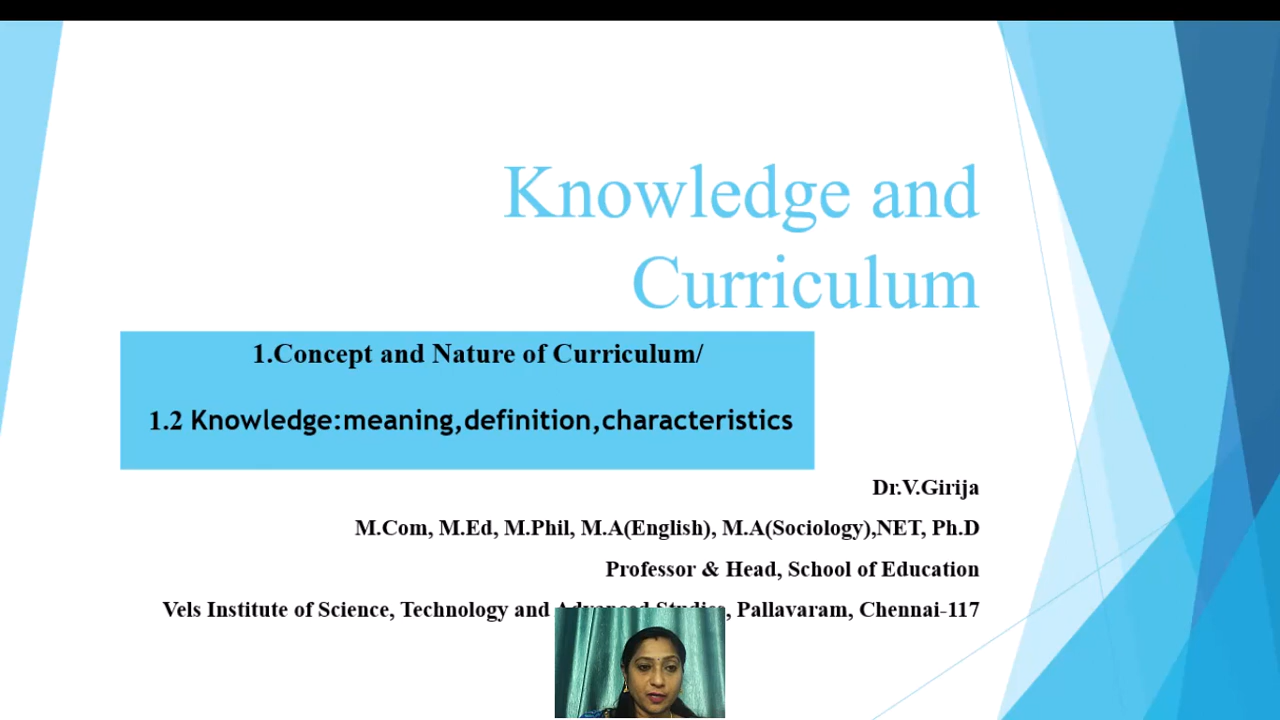 Knowledge and
Curriculum
1.Concept and Nature of Curriculum/
1.2 Knowledge:meaning,definition,characteristics
Dr.V.Girija
M.Com, M.Ed, M.Phil, M.A(English), M.A(Sociology),NET, Ph.D
Professor & Head, School of Education
Vels Institute of Science, Technology and Advanced Studies, Pallavaram, Chennai-117